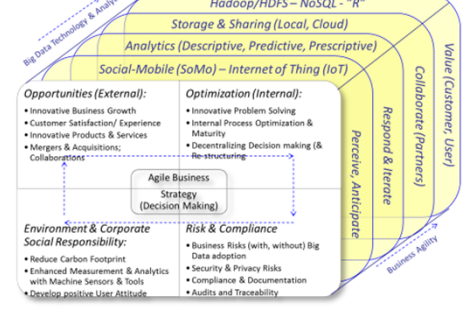 Hadoop/HDFS – NoSQL - "R"
Big Data Technology & Analy
Storage & Sharing (Local, Cloud)
Analytics (Descriptive, Predictive, Prescriptive)
Social-Mobile (SoMo) – Internet of Thing (IoT)
Opportunities (External):
• Innovative Business Growth
• Customer Satisfaction/ Experience
• Innovative Products & Services
• Mergers & Acquisitions;
Collaborations
Optimization (Internal):
• Innovative Problem Solving
• Internal Process Optimization &
Maturity
• Decentralizing Decision making (&
Re-structuring
Agile Business
Strategy
(Decision Making)
Environment & Corporate
Social Responsibility:
• Reduce Carbon Footprint
• Enhanced Measurement & Analytics
with Machine Sensors & Tools
• Develop positive User Attitude
Risk & Compliance
• Business Risks (with, without) Big
Data adoption
• Security & Privacy Risks
• Compliance & Documentation
• Audits and Traceability
Perceive, Anticipate
Respond & Iterate
Collaborate (Partners)
Value (Customer, User)
Business Agility